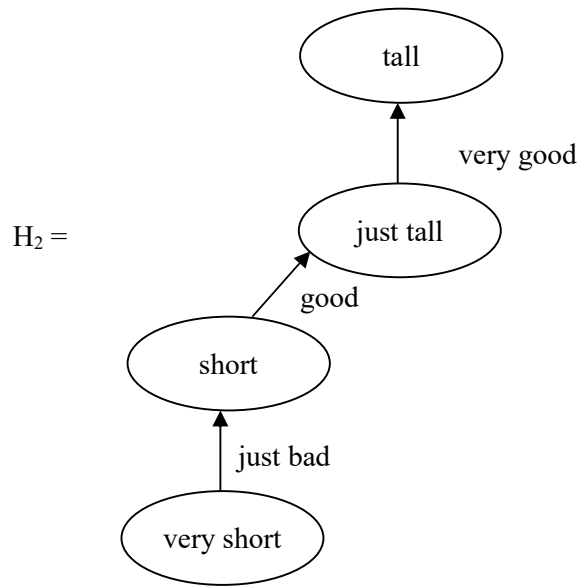 tall
very good
H₂ =
just tall
good
short
just bad
very short